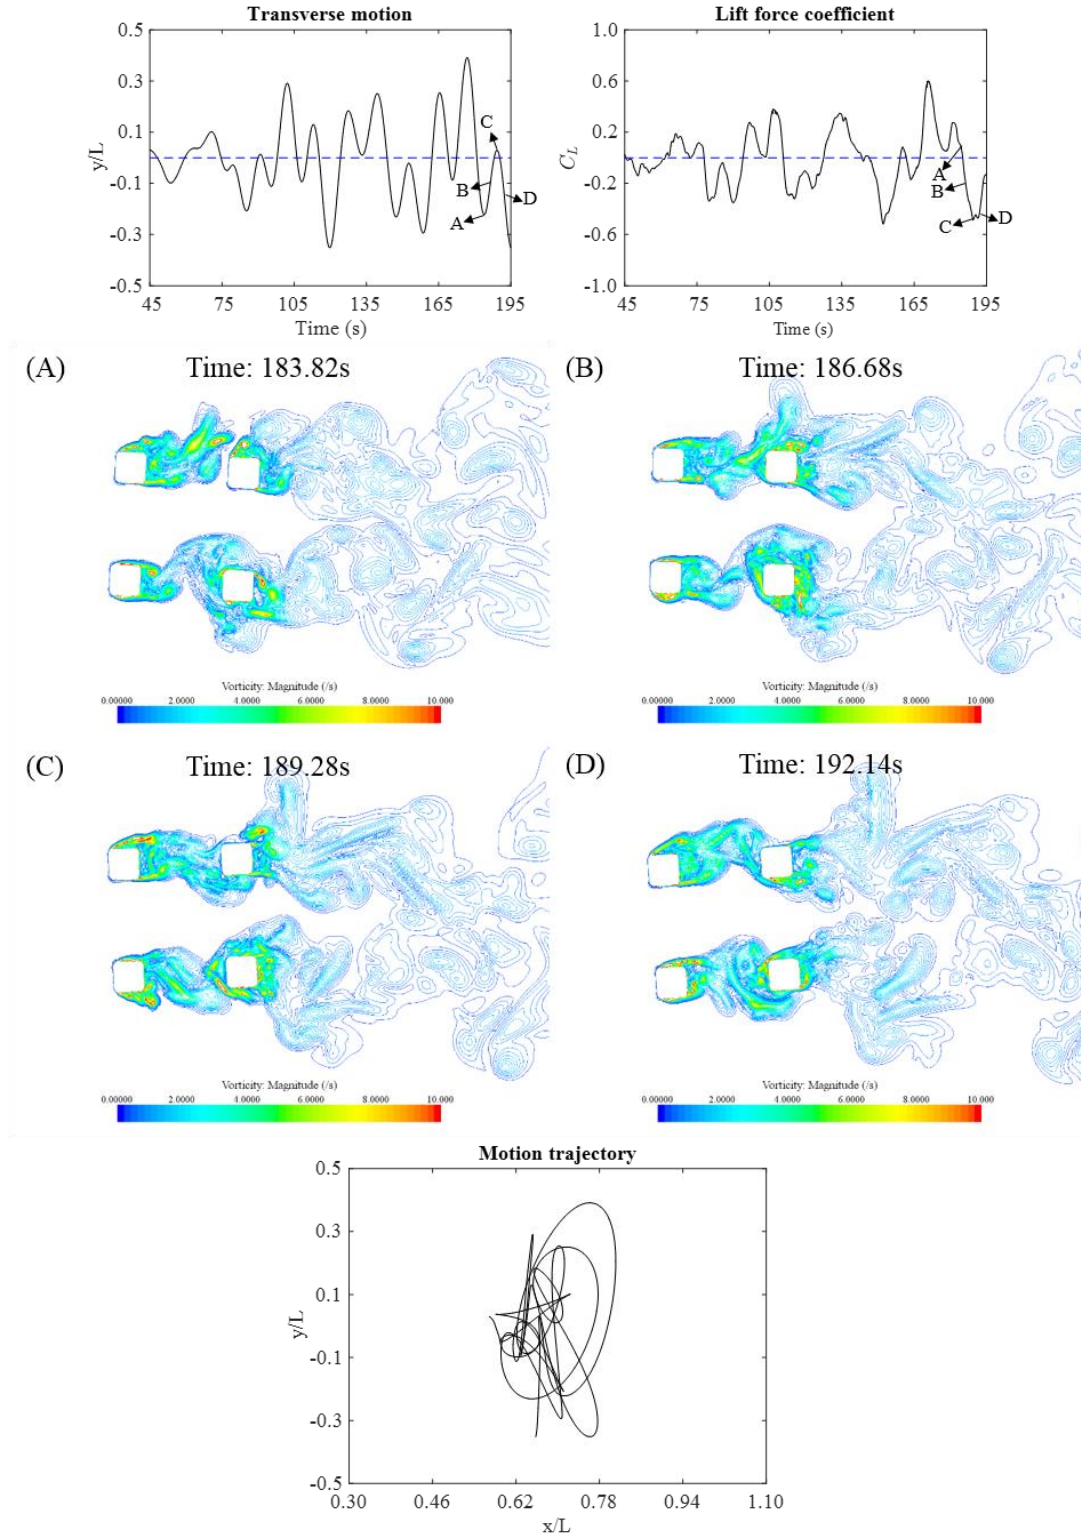 Transverse motion
0.5
0.3
0.1
-0.1
-0.3
-0.5
y/L
45 75 105 135 165 195
Time (s)
A
B
C
D
Lift force coefficient
1.0
0.6
0.2
-0.2
-0.6
-1.0
C_L
45 75 105 135 165 195
Time (s)
A
B
C
D
(A) Time: 183.82s
Vorticity: Magnitude (/s)
0.00000 2.0000 4.0000 6.0000 8.0000 10.000
(B) Time: 186.68s
Vorticity: Magnitude (/s)
0.00000 2.0000 4.0000 6.0000 8.0000 10.000
(C) Time: 189.28s
Vorticity: Magnitude (/s)
0.00000 2.0000 4.0000 6.0000 8.0000 10.000
(D) Time: 192.14s
Vorticity: Magnitude (/s)
0.00000 2.0000 4.0000 6.0000 8.0000 10.000
Motion trajectory
0.5
0.3
0.1
-0.1
-0.3
-0.5
y/L
0.30 0.46 0.62 0.78 0.94 1.10
x/L